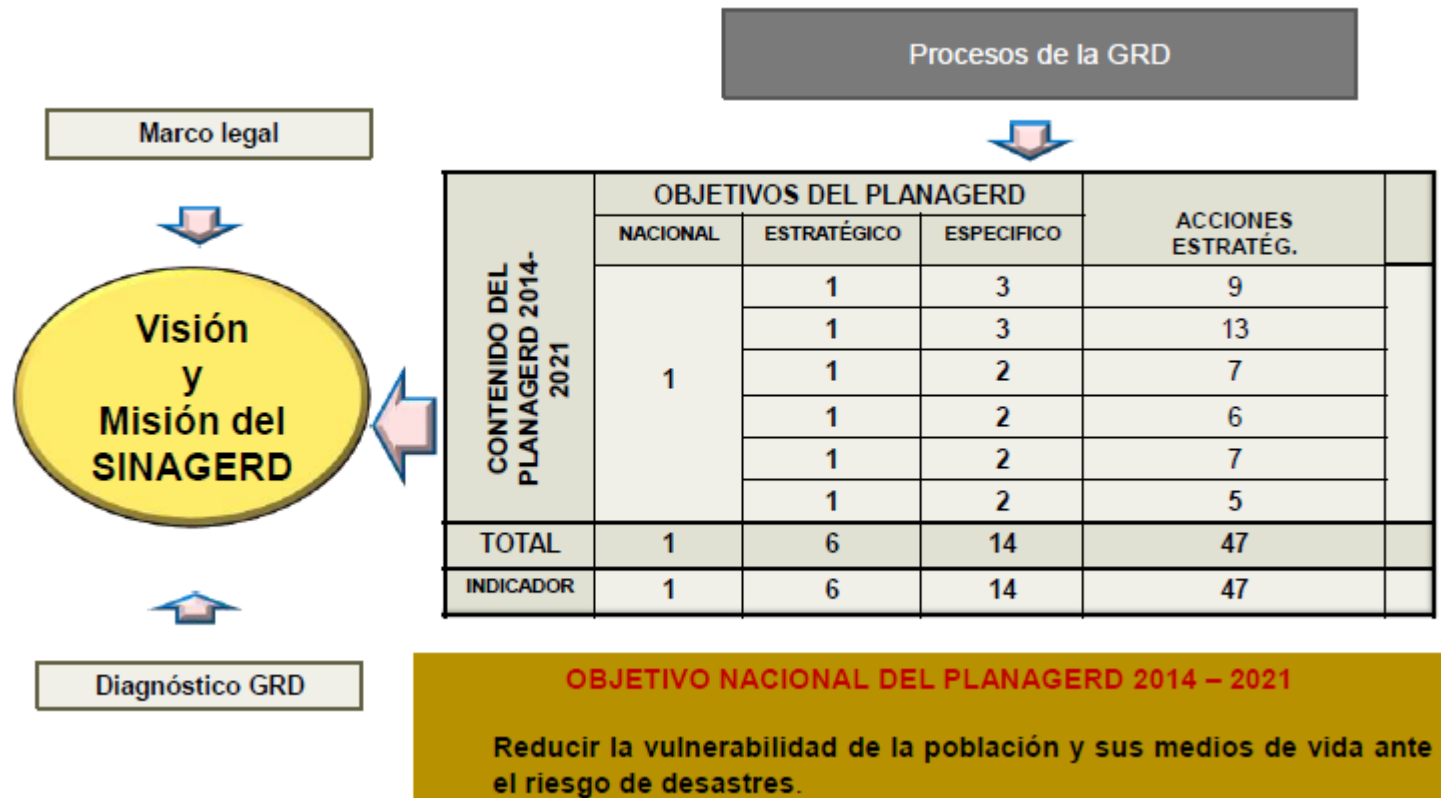 Procesos de la GRD
Marco legal
Visión
y
Misión del
SINAGERD
Diagnóstico GRD
CONTENIDO DEL
PLANAGERD 2014-
2021
OBJETIVOS DEL PLANAGERD
ACCIONES
ESTRATÉG.
NACIONAL ESTRATÉGICO ESPECIFICO
1
1 3 9
1 3 13
1 2 7
1 2 6
1 2 7
1 2 5
TOTAL 1 6 14 47
INDICADOR 1 6 14 47
OBJETIVO NACIONAL DEL PLANAGERD 2014 – 2021
Reducir la vulnerabilidad de la población y sus medios de vida ante
el riesgo de desastres.